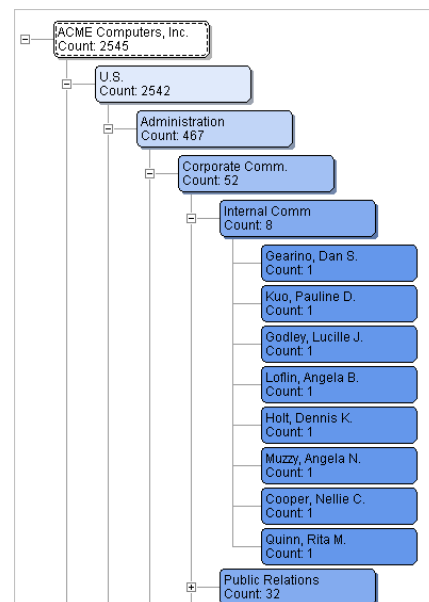 ACME Computers, Inc.
Count: 2545
U.S.
Count: 2542
Administration
Count: 467
Corporate Comm.
Count: 52
Internal Comm
Count: 8
Gearino, Dan S.
Count: 1
Kuo, Pauline D.
Count: 1
Godley, Lucille J.
Count: 1
Loflin, Angela B.
Count: 1
Holt, Dennis K.
Count: 1
Muzzy, Angela N.
Count: 1
Cooper, Nellie C.
Count: 1
Quinn, Rita M.
Count: 1
Public Relations
Count: 32